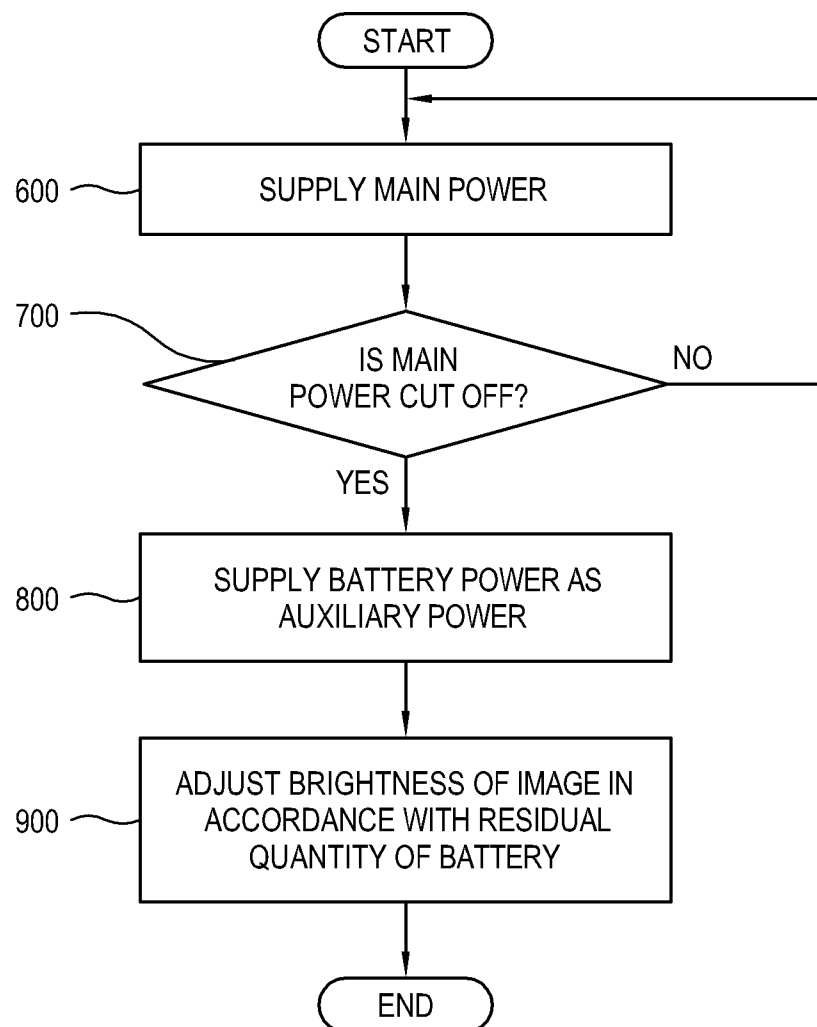 START
600
SUPPLY MAIN POWER
700
IS MAIN
POWER CUT OFF?
NO
YES
800
SUPPLY BATTERY POWER AS
AUXILIARY POWER
900
ADJUST BRIGHTNESS OF IMAGE IN
ACCORDANCE WITH RESIDUAL
QUANTITY OF BATTERY
END